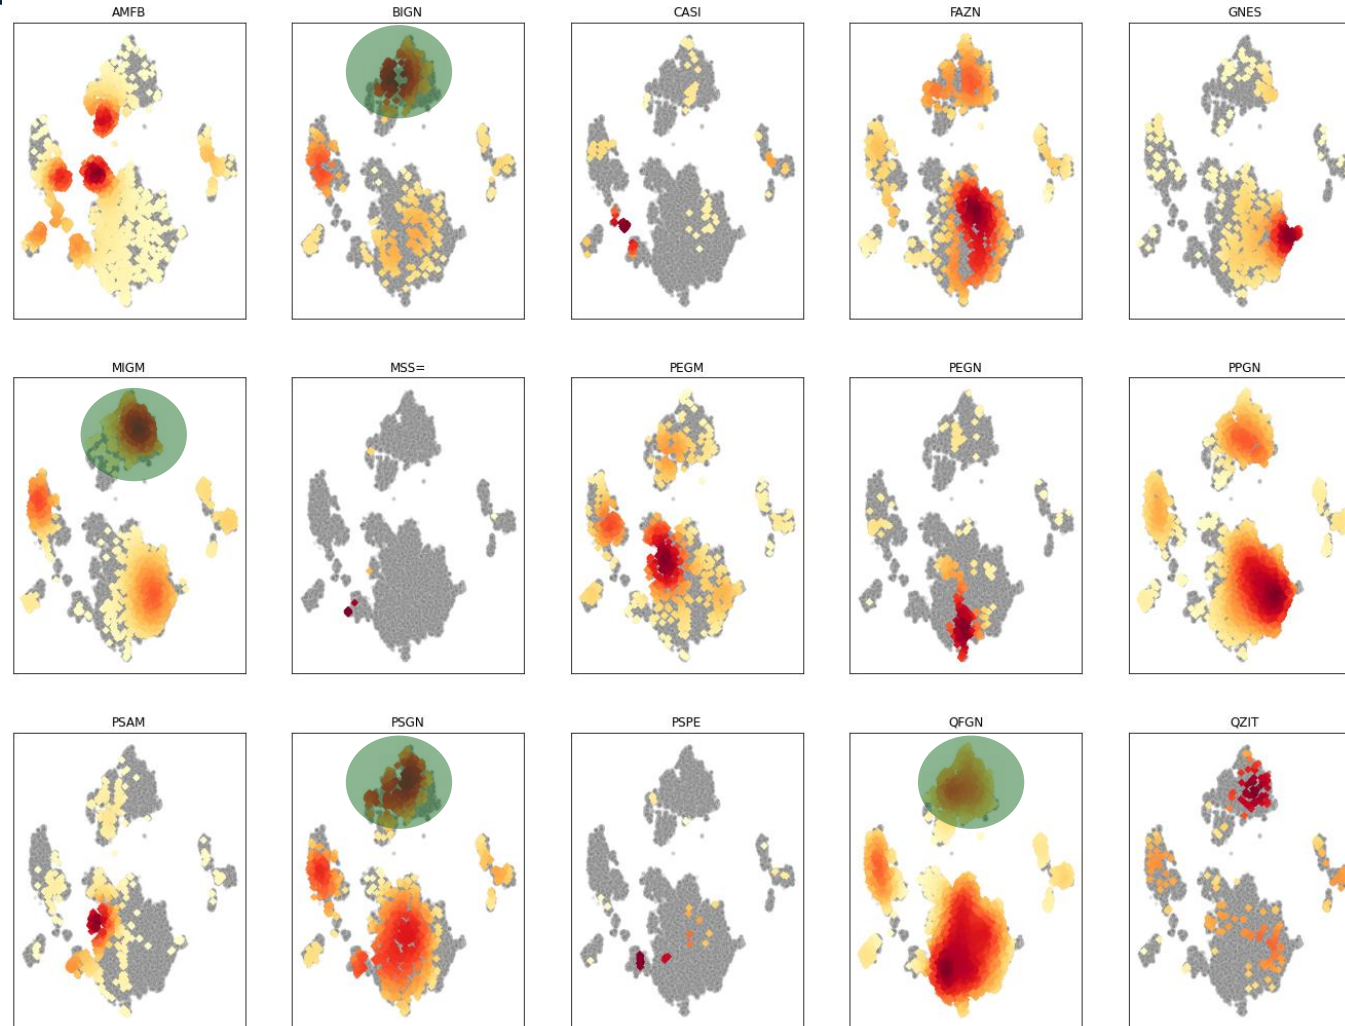 AMFB BIGN CASI FAZN GNES
MIGM MSS= PEGM PEGN PPGN
PSAM PSGN PSPE QFGN QZIT